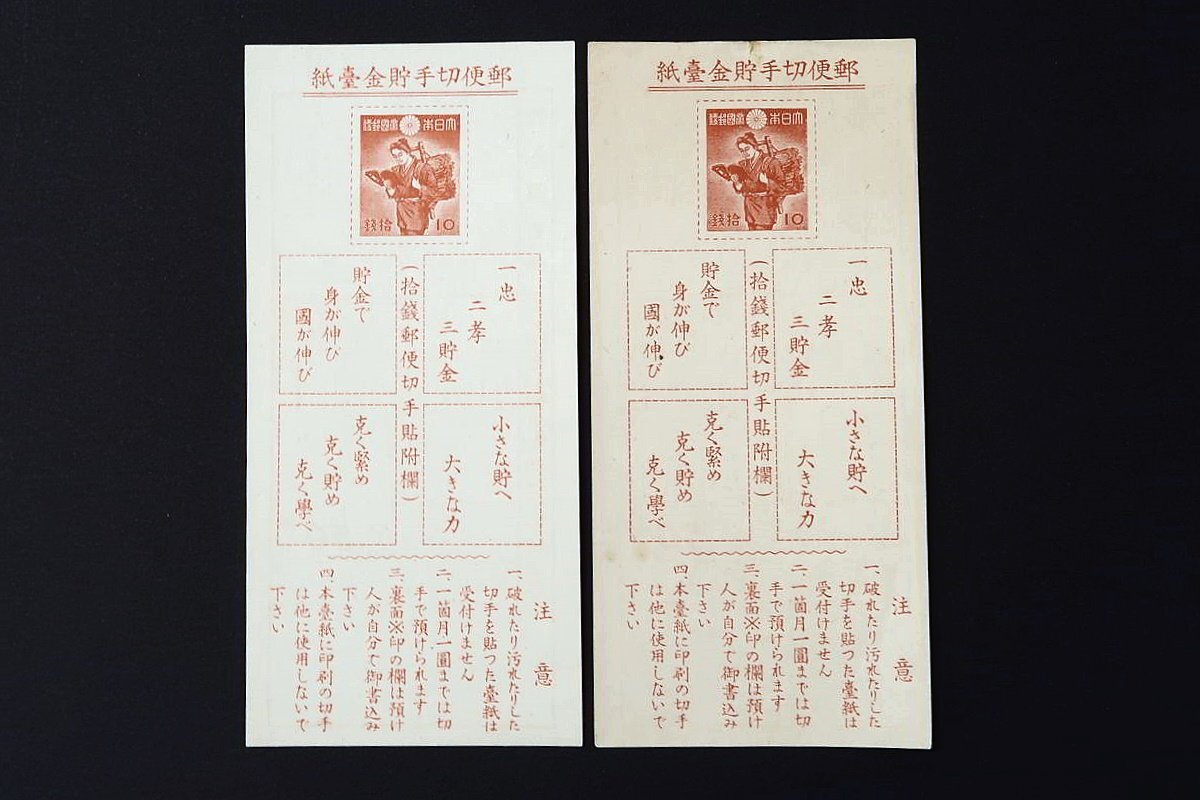 郵便切手貯金臺紙
大日本帝國郵便
拾錢
10
一忠
二孝
三貯金
小さな貯へ
大きな力
(拾錢郵便切手貼附欄)
貯金で
身が伸び
國が伸び
克く緊め
克く貯め
克く學べ
注意
一、破れたり汚れたりした
切手を貼つた臺紙は
受付けません
二、一箇月一圓までは切
手で預けられます
三、裏面※印の欄は預け
人が自分で御書込み
下さい
四、本臺紙に印刷の切手
は他に使用しないで
下さい
郵便切手貯金臺紙
大日本帝國郵便
拾錢
10
一忠
二孝
三貯金
小さな貯へ
大きな力
(拾錢郵便切手貼附欄)
貯金で
身が伸び
國が伸び
克く緊め
克く貯め
克く學べ
注意
一、破れたり汚れたりした
切手を貼つた臺紙は
受付けません
二、一箇月一圓までは切
手で預けられます
三、裏面※印の欄は預け
人が自分で御書込み
下さい
四、本臺紙に印刷の切手
は他に使用しないで
下さい